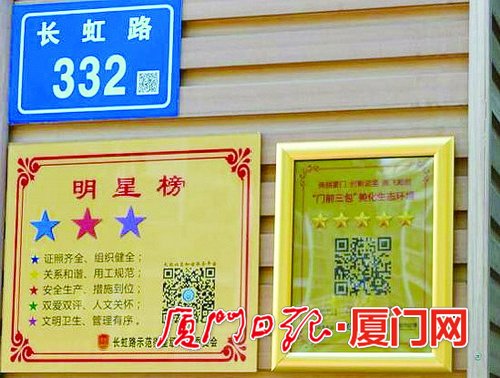 长虹路
332
明星榜
证照齐全、组织健全；
关系和谐、用工规范；
安全生产、措施到位；
双爱双评、人文关怀；
文明卫生、管理有序。
长虹路示范
会
"门前三包"美化生态环境
厦门日报·厦门网